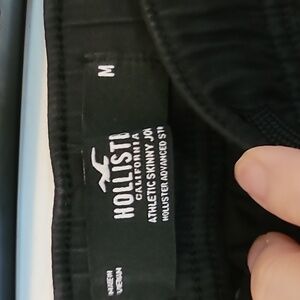 M
HOLLIST
CALIFORNIA
ATHLETIC SKINNY JO
HOLLISTER ADVANCED ST